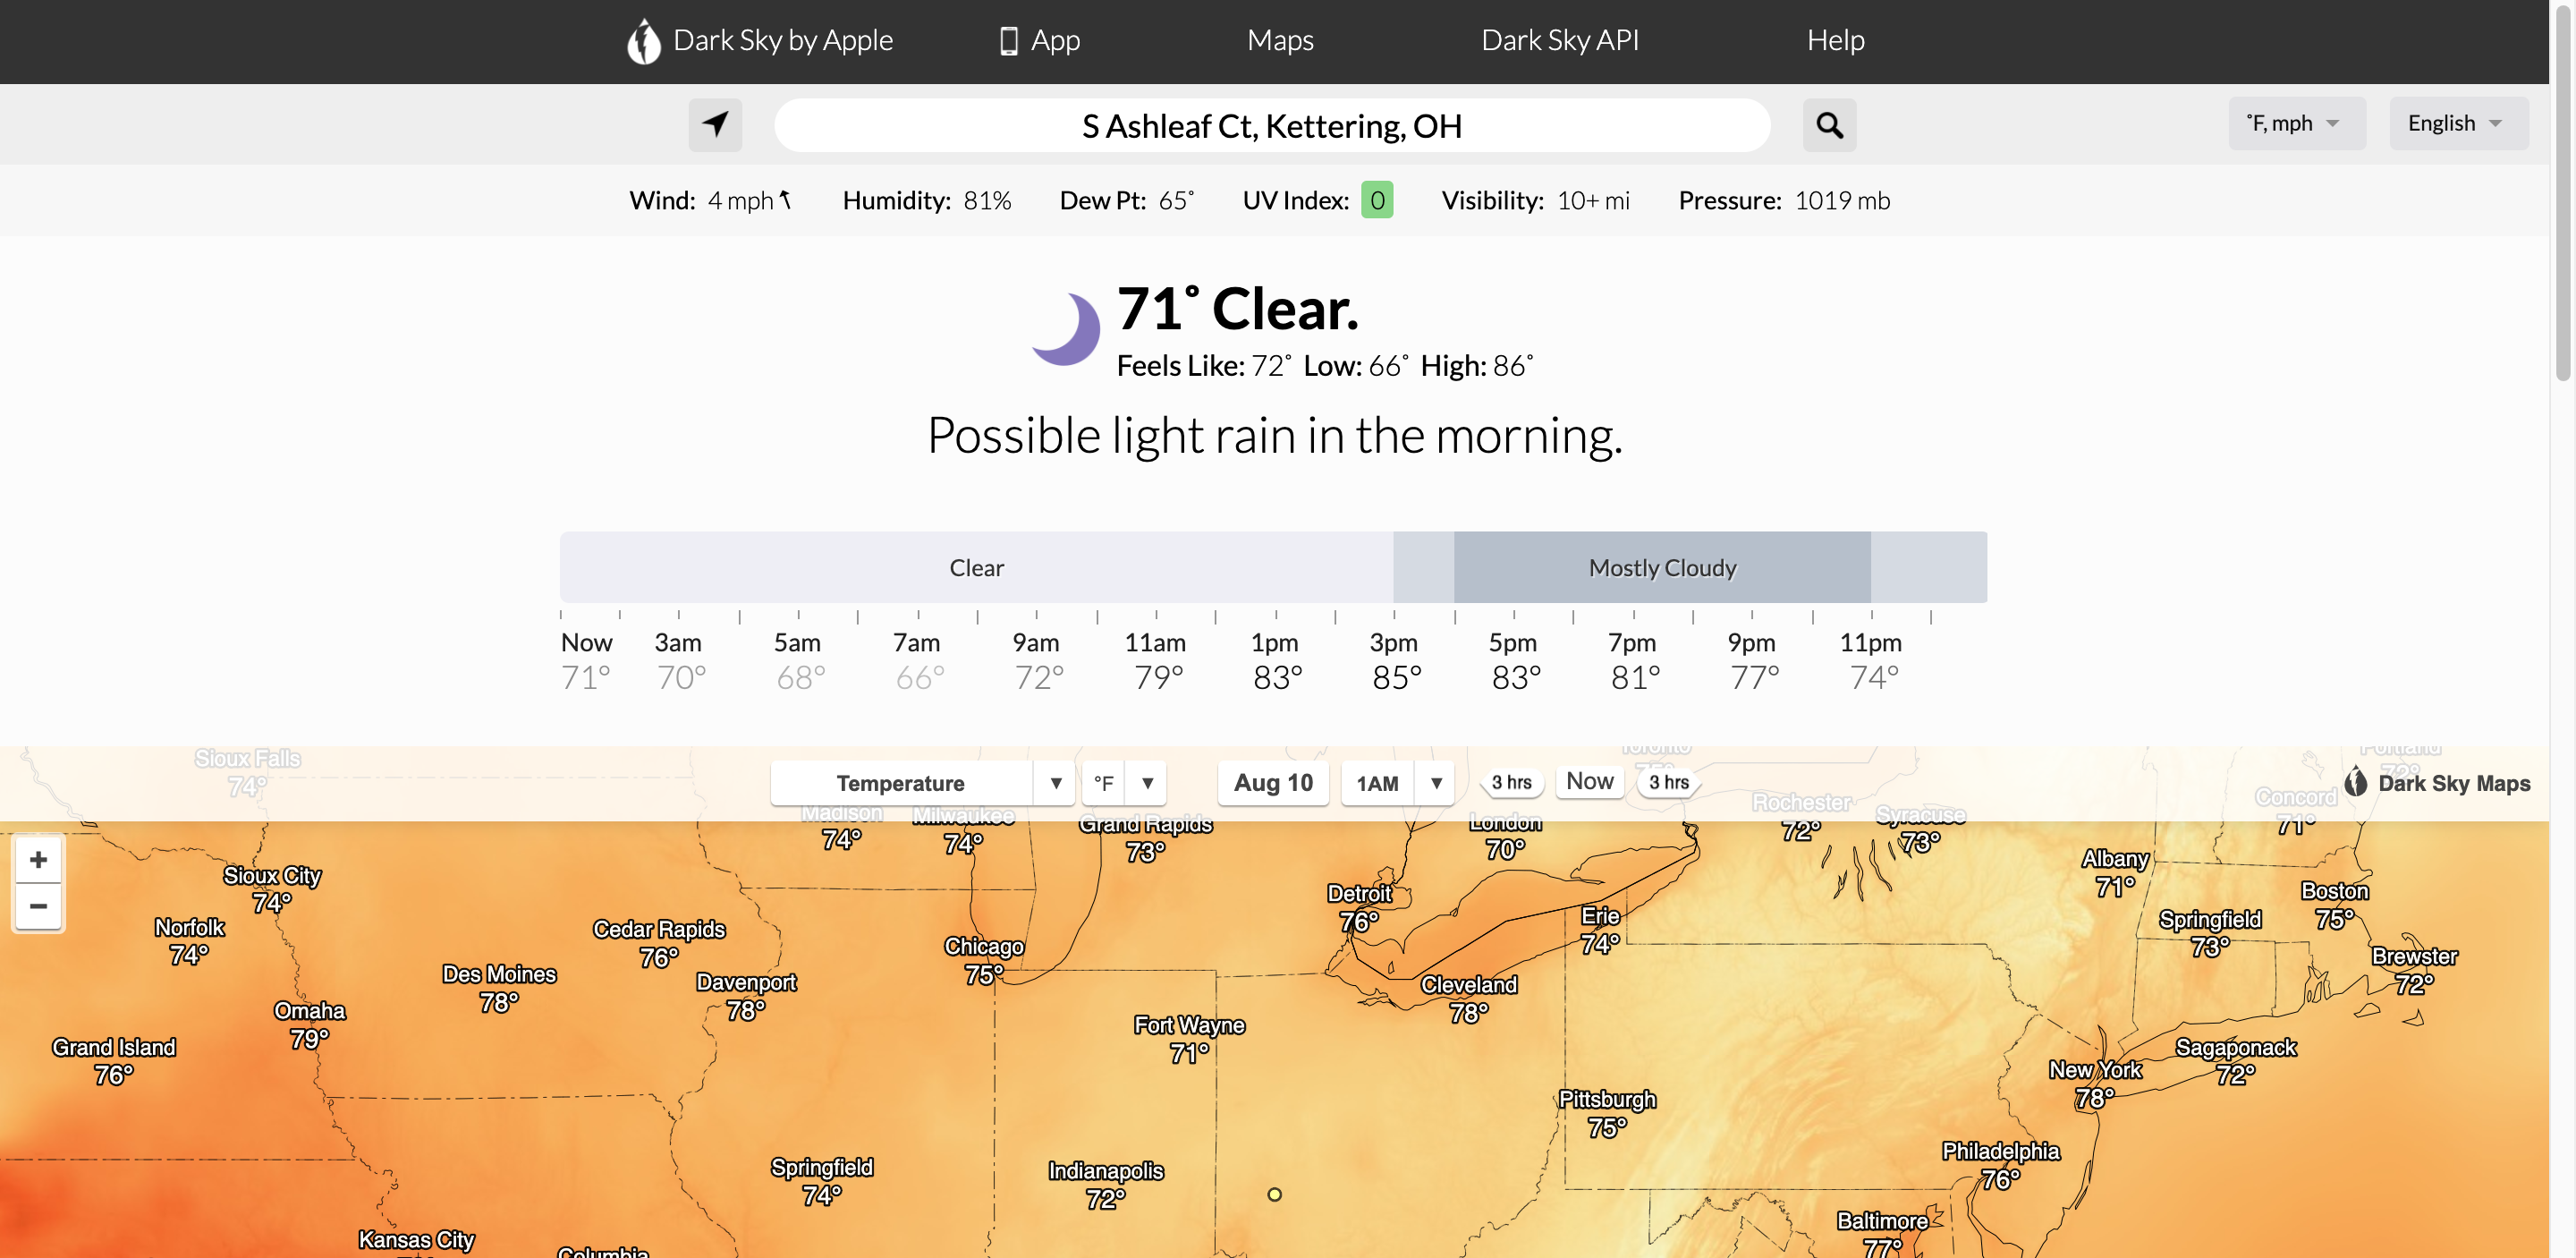 Dark Sky by Apple App Maps Dark Sky API Help
S Ashleaf Ct, Kettering, OH
˚F, mph
English
Wind: 4 mph Humidity: 81% Dew Pt: 65˚ UV Index: 0 Visibility: 10+ mi Pressure: 1019 mb
71˚ Clear.
Feels Like: 72˚ Low: 66˚ High: 86˚
Possible light rain in the morning.
Clear
Mostly Cloudy
Now 3am 5am 7am 9am 11am 1pm 3pm 5pm 7pm 9pm 11pm
71° 70° 68° 66° 72° 79° 83° 85° 83° 81° 77° 74°
Temperature ▼ °F ▼ Aug 10 1AM ▼ 3 hrs Now 3 hrs
Dark Sky Maps
Sioux Falls
74°
Toronto
Portland
Madison
74°
Milwaukee
74°
Grand Rapids
73°
London
70°
Rochester
72°
Syracuse
73°
Concord
71°
+
−
Sioux City
74°
Norfolk
74°
Cedar Rapids
76°
Des Moines
78°
Davenport
78°
Omaha
79°
Grand Island
76°
Chicago
75°
Detroit
76°
Erie
74°
Cleveland
78°
Fort Wayne
71°
Albany
71°
Boston
75°
Springfield
73°
Brewster
72°
New York
78°
Sagaponack
72°
Pittsburgh
75°
Philadelphia
76°
Springfield
74°
Indianapolis
72°
Baltimore
77°
Kansas City
Columbia